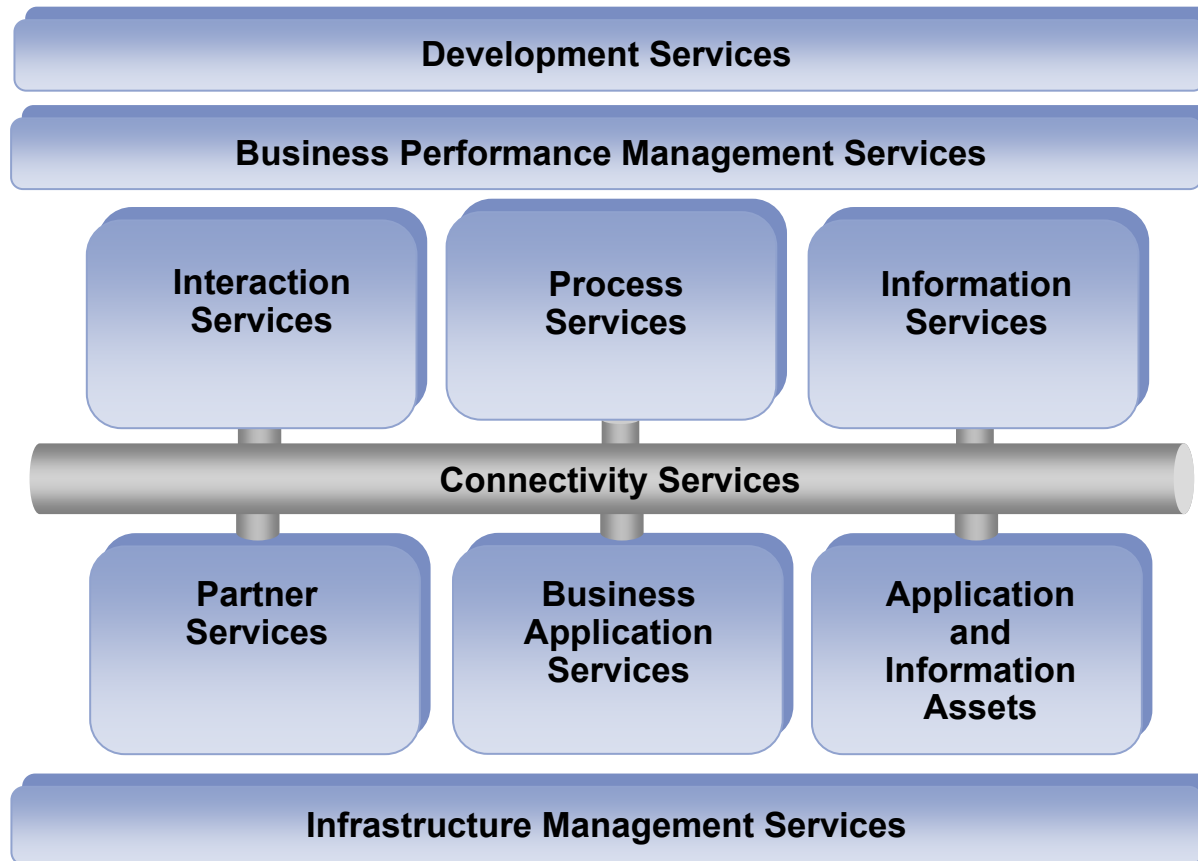 Development Services
Business Performance Management Services
Interaction
Services
Process
Services
Information
Services
Connectivity Services
Partner
Services
Business
Application
Services
Application
and
Information
Assets
Infrastructure Management Services